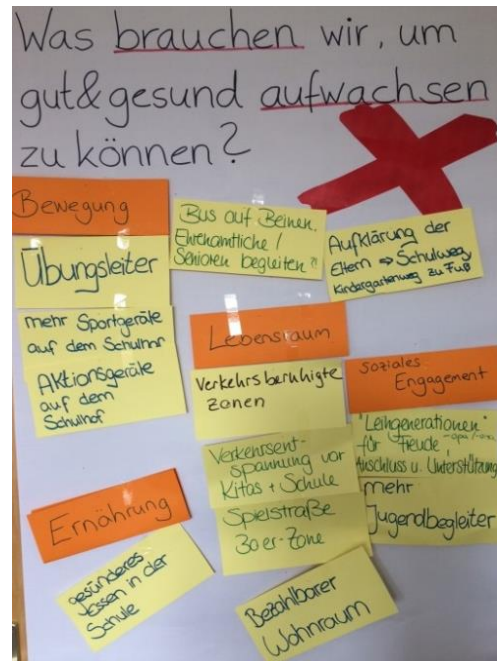 Was brauchen wir, um
gut&gesund aufwachsen
zu können?
Bewegung
Übungsleiter
mehr Sportgeräte
auf dem Schulhof
Aktionsgeräte
auf dem
Schulhof
Bus auf Beinen.
Ehrenamtliche /
Senioren begleiten
Aufklärung der
Eltern ⇒ Schulweg,
Kindergartenweg zu Fuß
Lebensraum
Verkehrsberuhigte
zonen
Verkehrsent-
spannung vor
Kitas + Schule
Spielstraße
30er-Zone
Bezahlbarer
Wohnraum
Soziales
Engagement
"Leihgenerationen"
für Freude, -opa/-oma
Anschluss u. Unterstützung
mehr
Jugendbegleiter
Ernährung
gesünderes
Essen in der
Schule